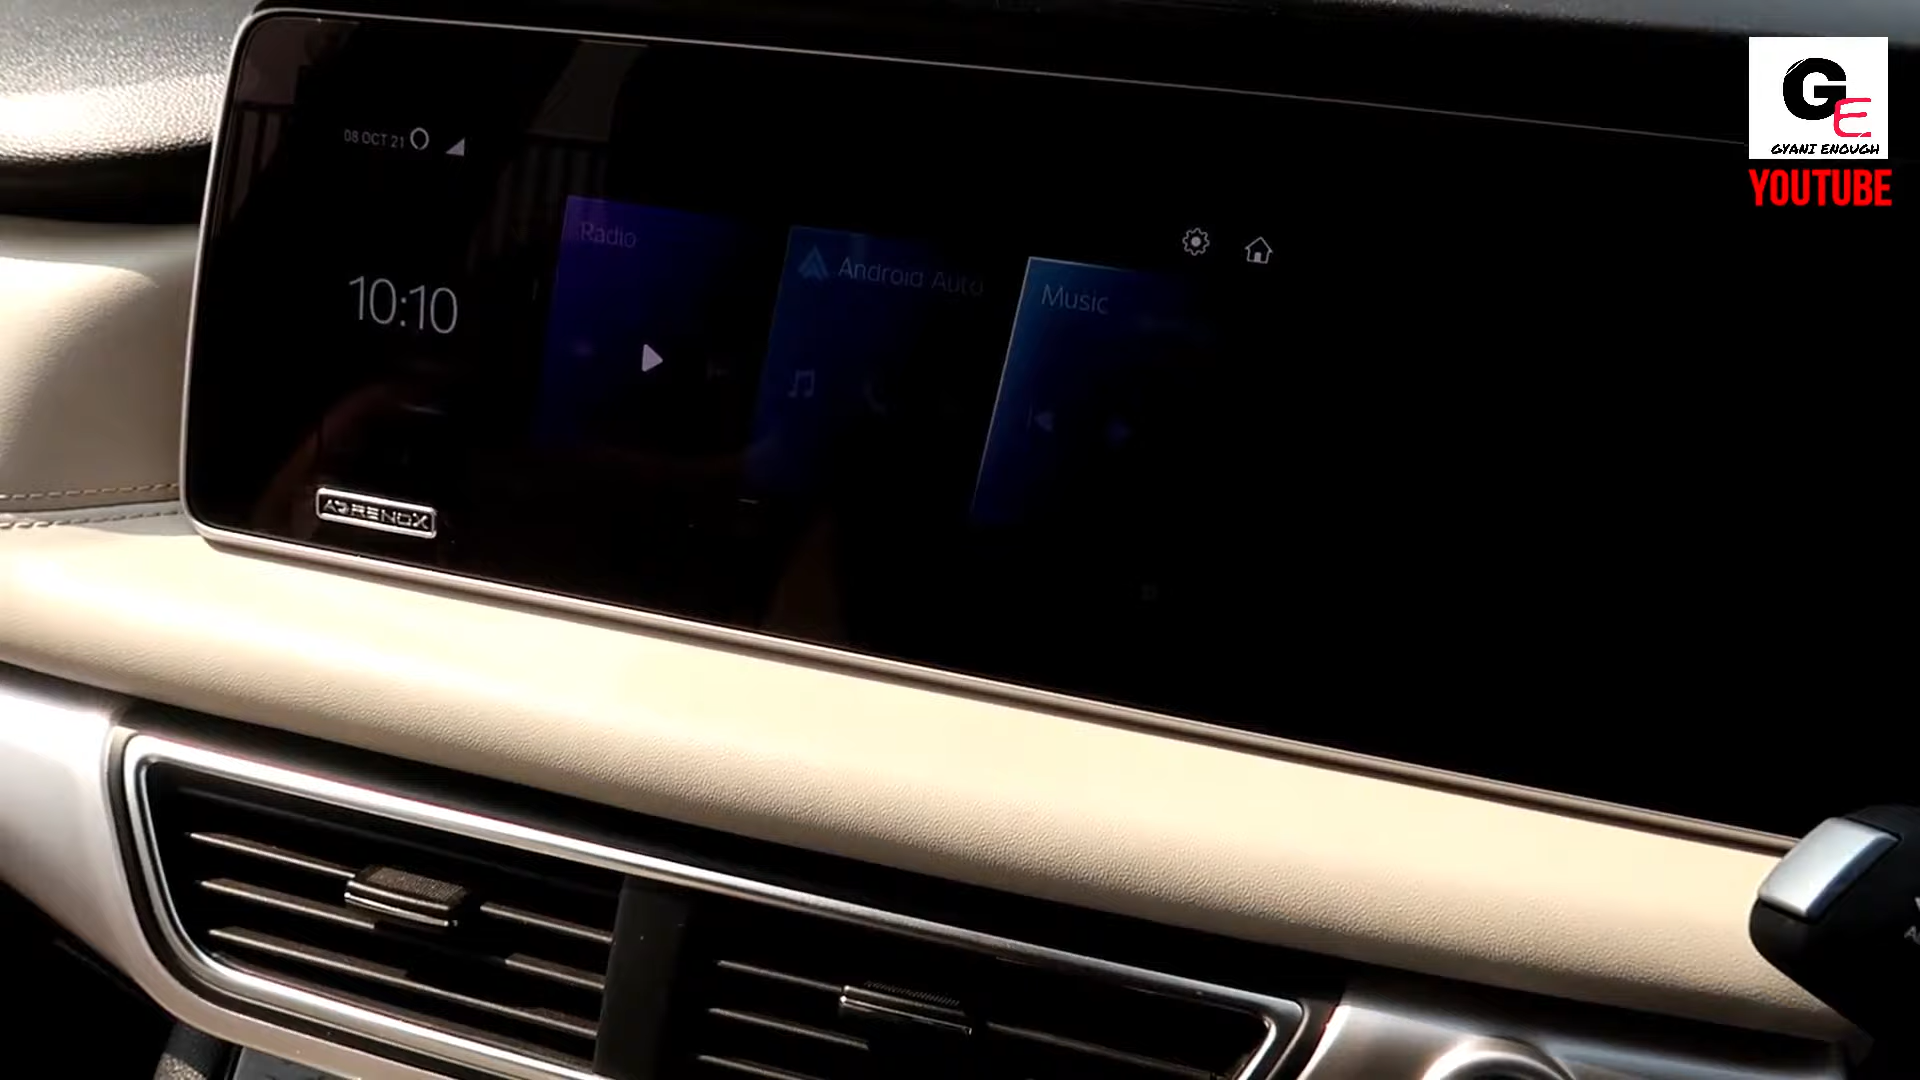 GE
GYANI ENOUGH
YOUTUBE
08 OCT 21
10:10
Radio
Android Auto
Music
ADRENOX